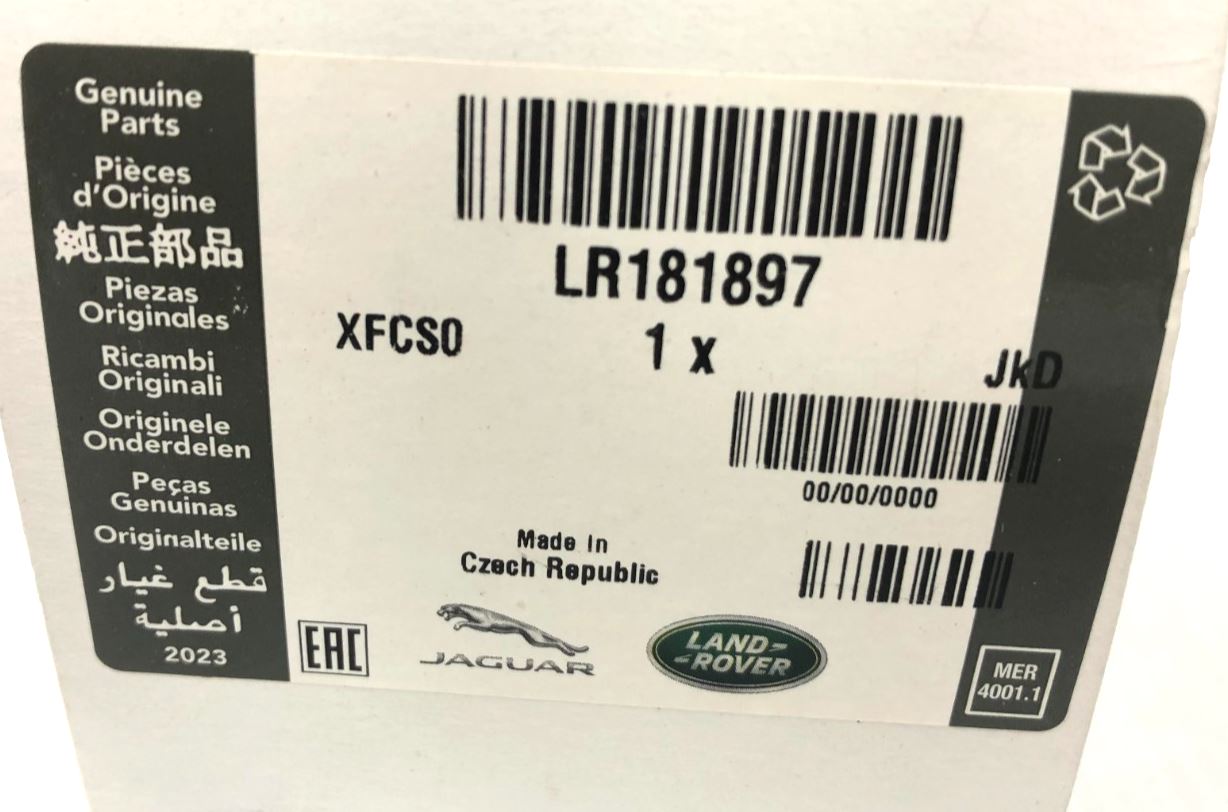 Genuine
Parts
Pièces
d'Origine
純正部品
Piezas
Originales
Ricambi
Originali
Originele
Onderdelen
Peças
Genuinas
Originalteile
قطع غيار
أصلية
2023
LR181897
XFCS0 1 x JkD
00/00/0000
Made In
Czech Republic
EAC
JAGUAR
LAND-
-ROVER
MER
4001.1